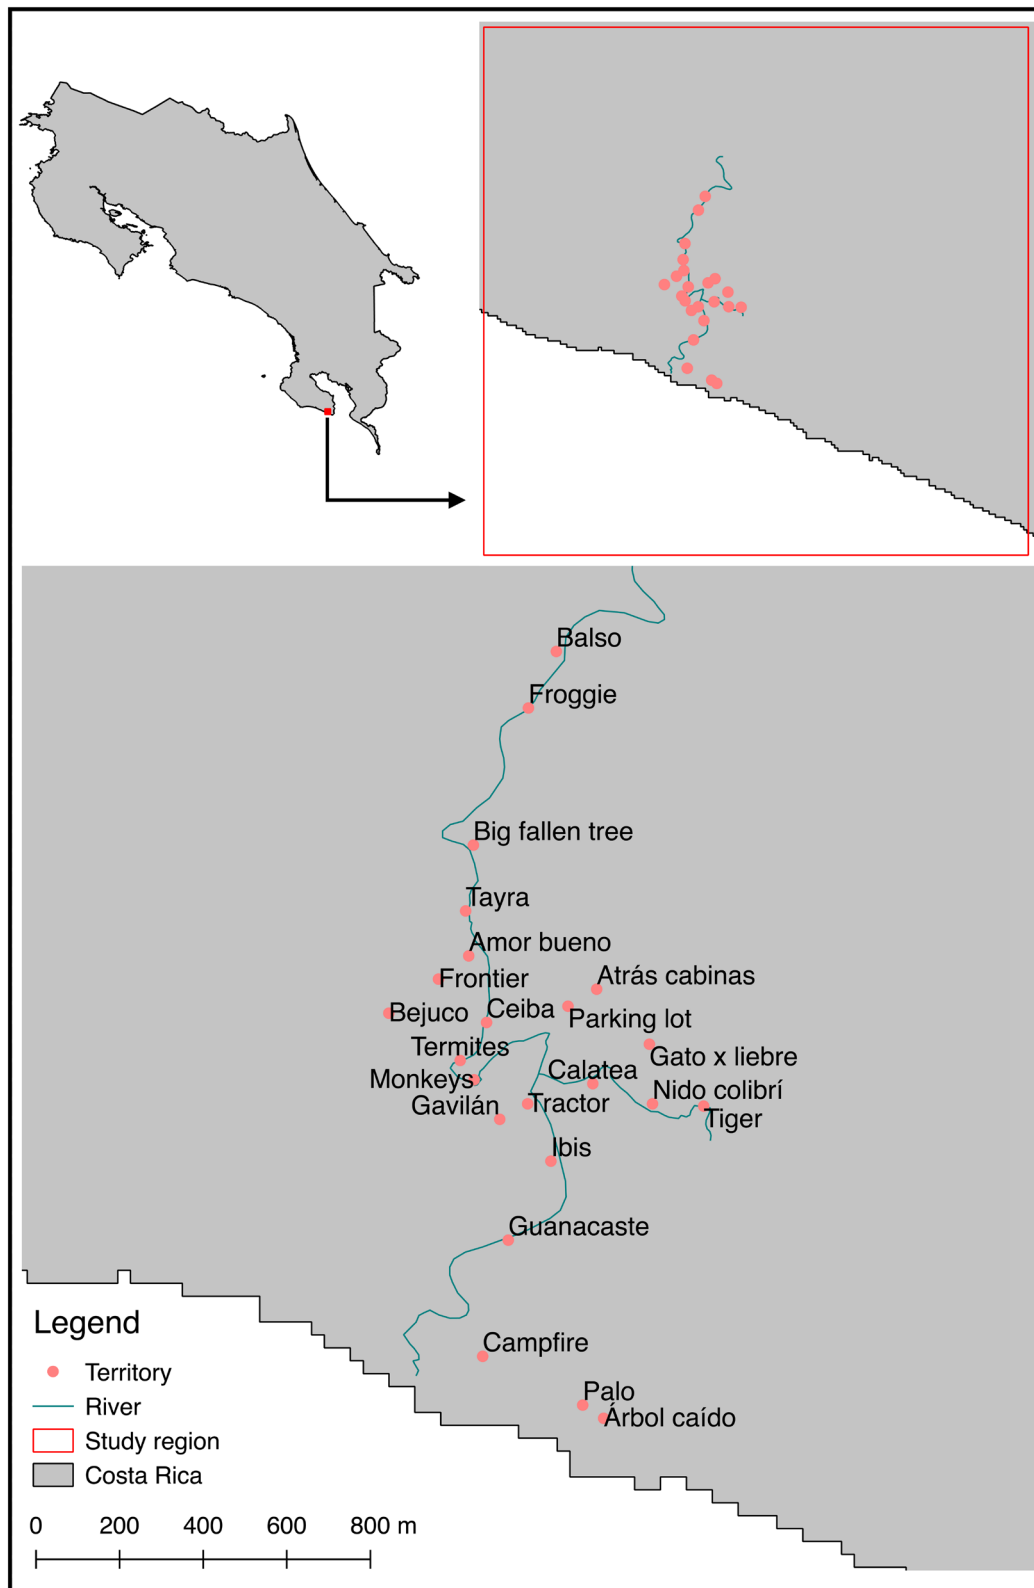 Balso
Froggie
Big fallen tree
Tayra
Amor bueno
Frontier
Atrás cabinas
Bejuco
Ceiba
Parking lot
Termites
Gato x liebre
Monkeys
Calatea
Nido colibrí
Gavilán
Tractor
Tiger
Ibis
Guanacaste
Campfire
Palo
Árbol caído
Legend
Territory
River
Study region
Costa Rica
0 200 400 600 800 m